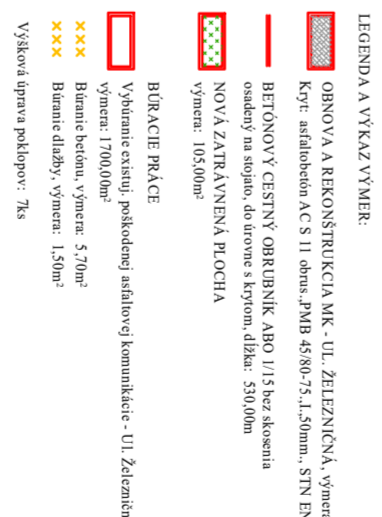 LEGENDA A VÝKAZ VÝMER:
OBNOVA A REKONŠTRUKCIA MK - UL. ŽELEZNIČNÁ, výmera
Kryt: asfaltobetón AC S 11 obrus.,PMB 45/80-75.,I.,50mm., STN EN
BETÓNOVÝ CESTNÝ OBRUBNÍK ABO 1/15 bez skosenia
osadený na stojato, do úrovne s krytom, dĺžka: 530,00m
NOVÁ ZATRÁVNENÁ PLOCHA
výmera: 105,00m²
BÚRACIE PRÁCE
Vybúranie existuj. poškodenej asfaltovej komunikácie - Ul. Železničn
výmera: 1700,00m²
Búranie betónu, výmera: 5,70m²
Búranie dlažby, výmera: 1,50m²
Výšková úprava poklopov: 7ks